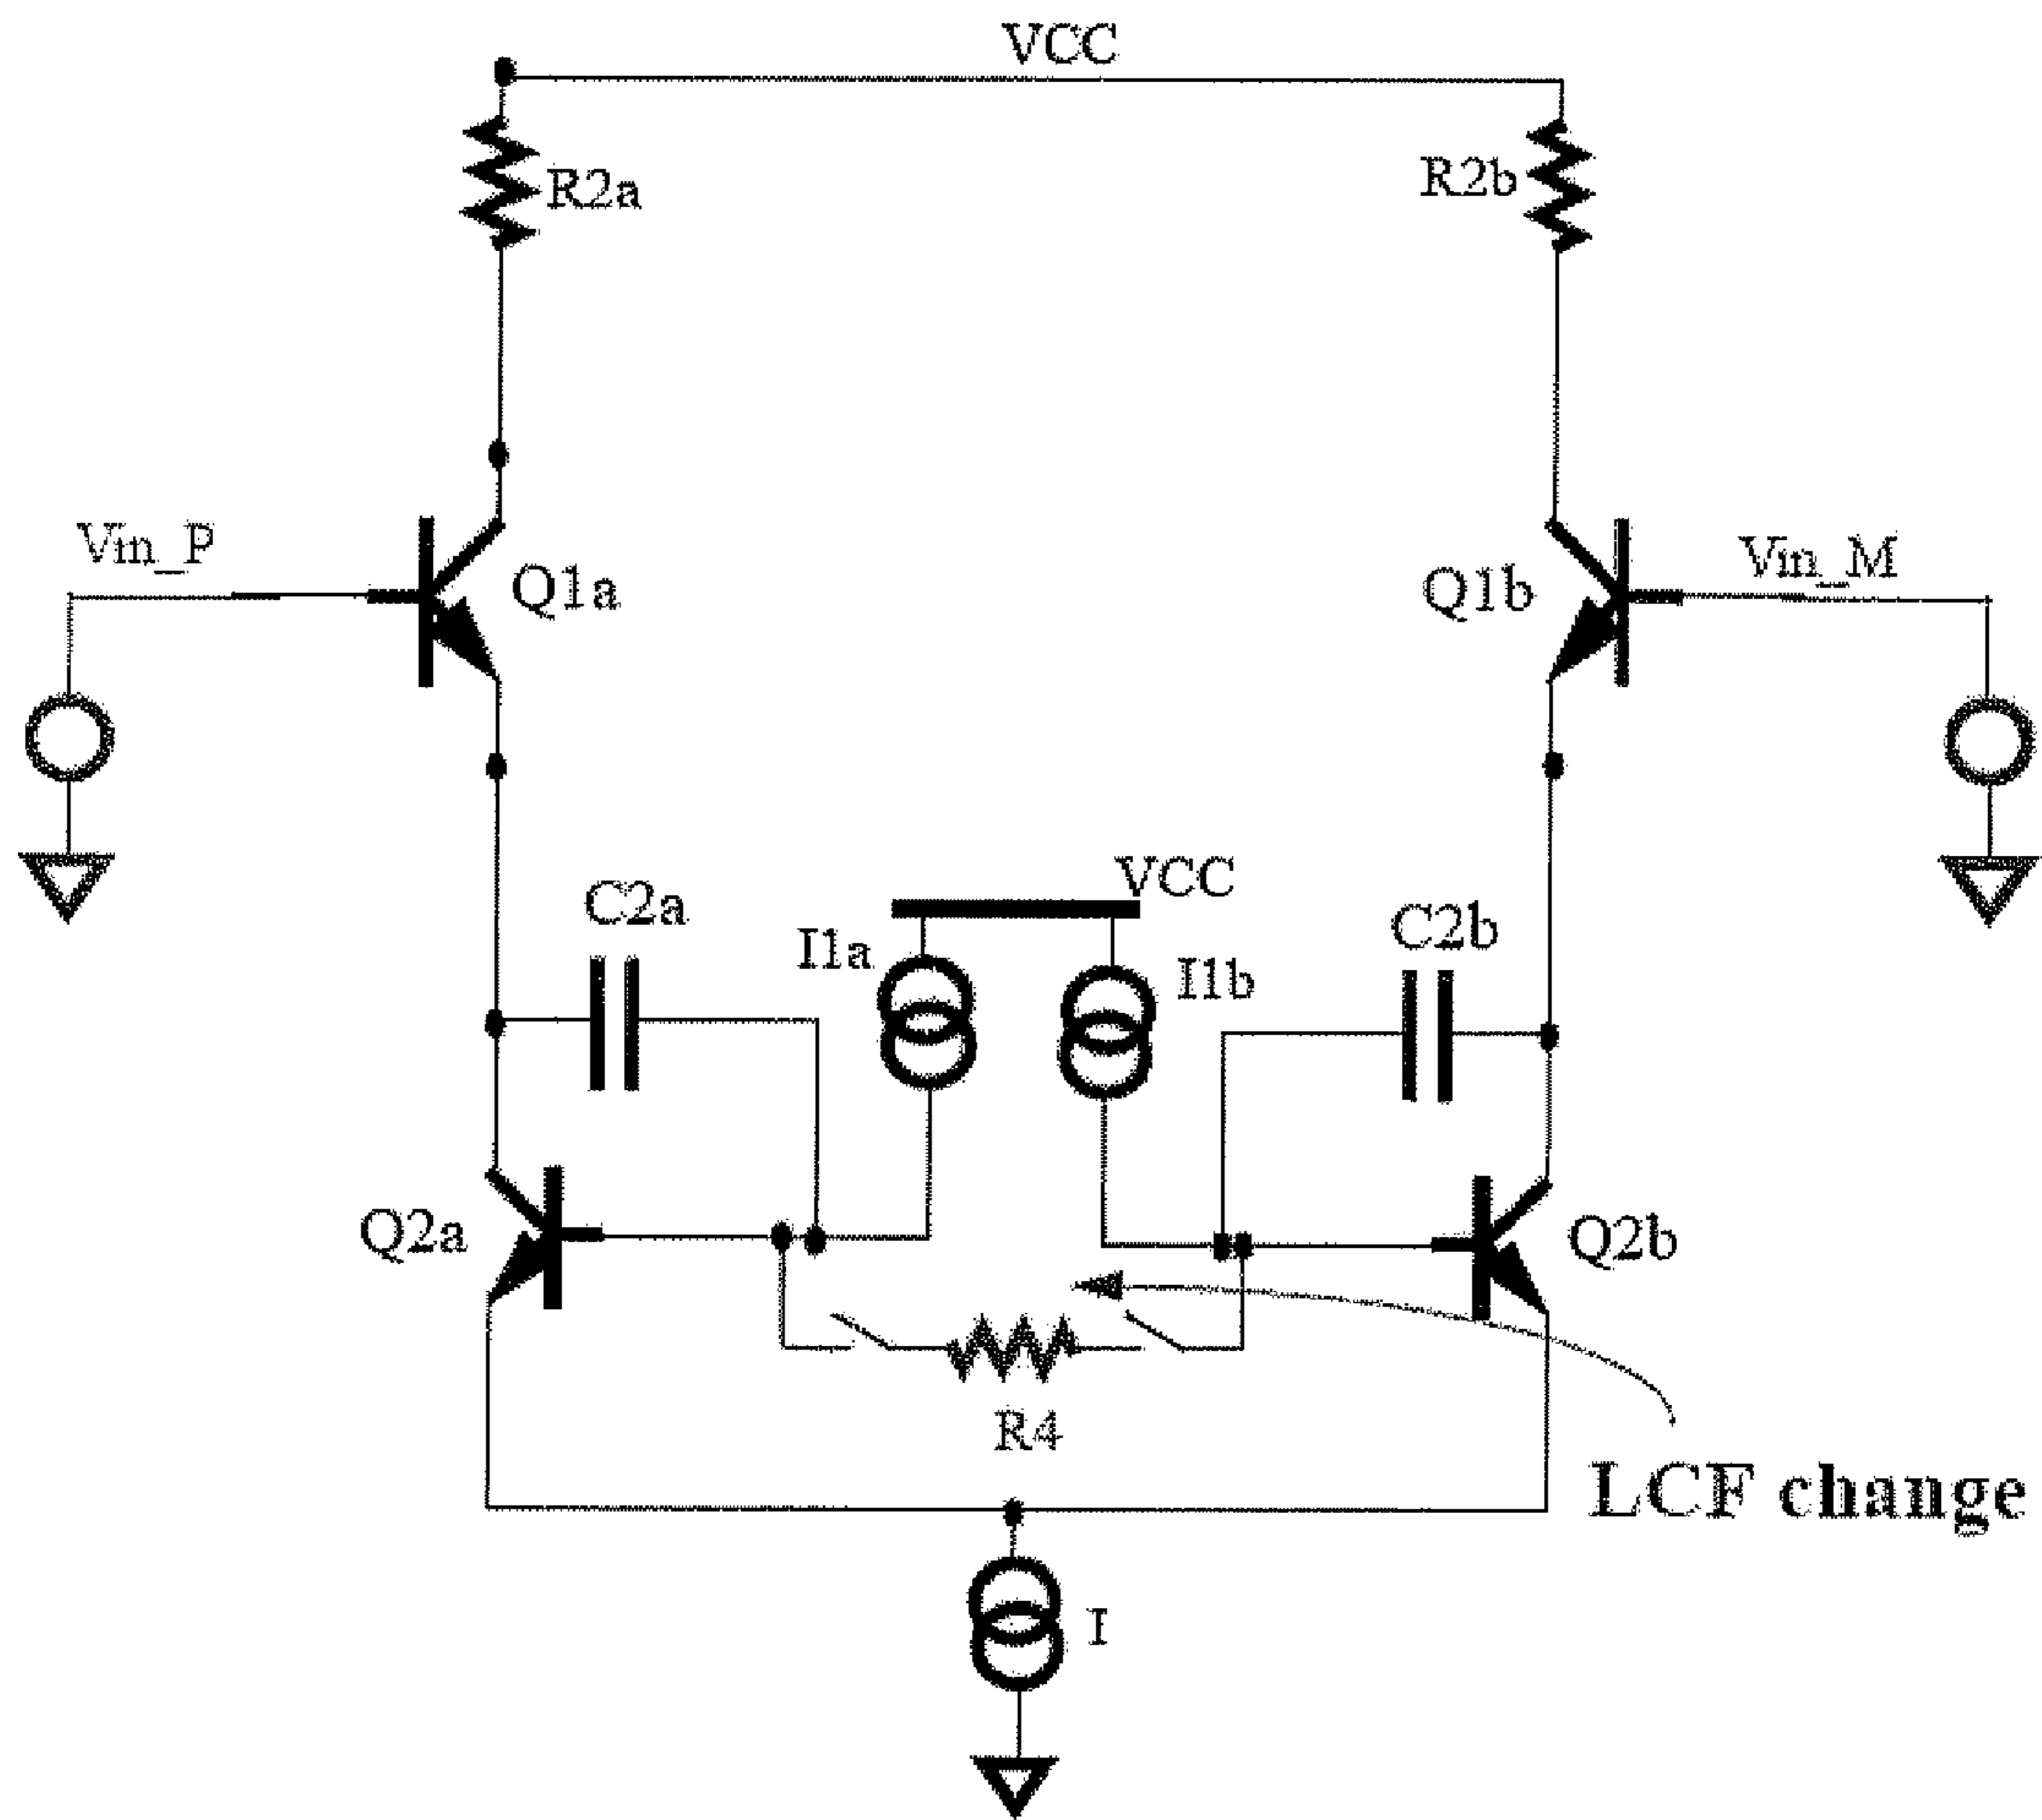 VCC
R2a
R2b
Vin_P
Q1a
Q1b
Vin_M
C2a
VCC
C2b
I1a
I1b
Q2a
Q2b
R4
LCF change
I